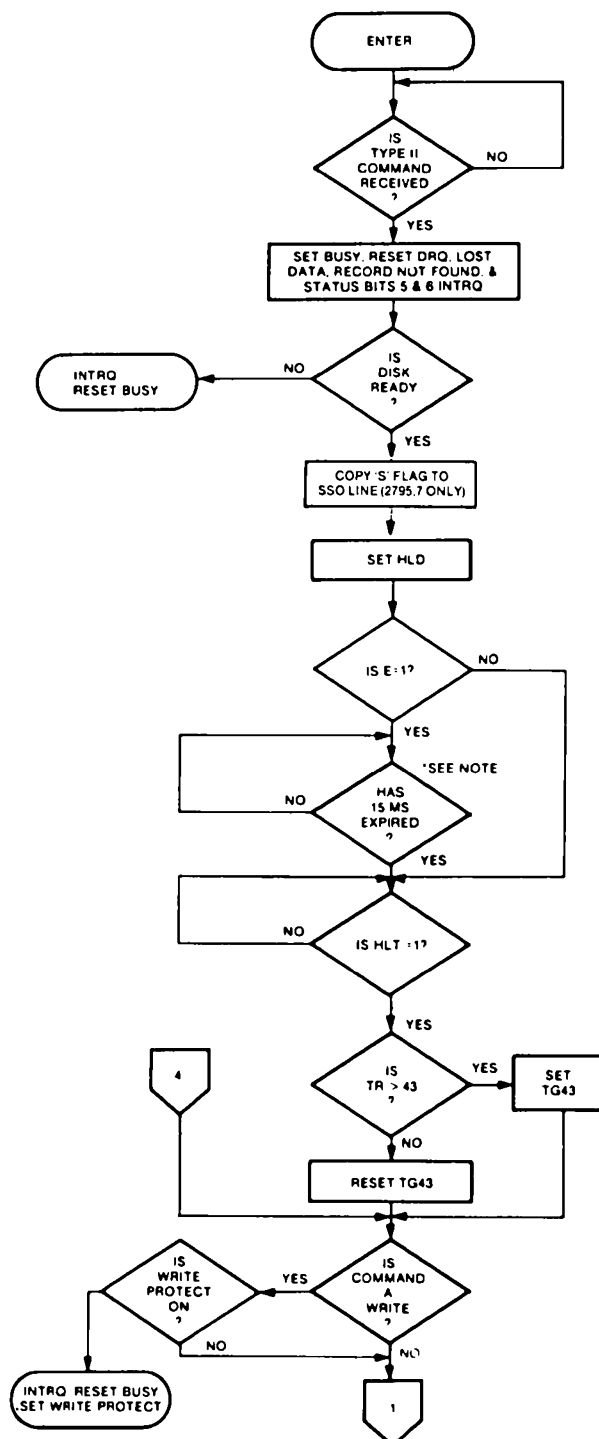 ENTER
IS
TYPE II
COMMAND
RECEIVED
?
NO
YES
SET BUSY, RESET DRQ, LOST
DATA, RECORD NUT FOUND, &
STATUS BITS 5 & 6 INTRQ
IS
DISK
READY
?
NO
INTRQ
RESET BUSY
YES
COPY 'S' FLAG TO
SSO LINE (2795.7 ONLY)
SET HLD
IS E=1?
NO
YES
*SEE NOTE
HAS
15 MS
EXPIRED
?
NO
YES
IS HLT =1?
NO
YES
4
IS
TR > 43
?
YES
SET
TG43
NO
RESET TG43
IS
COMMAND
A
WRITE
?
YES
IS
WRITE
PROTECT
ON
?
NO
NO
INTRQ RESET BUSY
.SET WRITE PROTECT
1